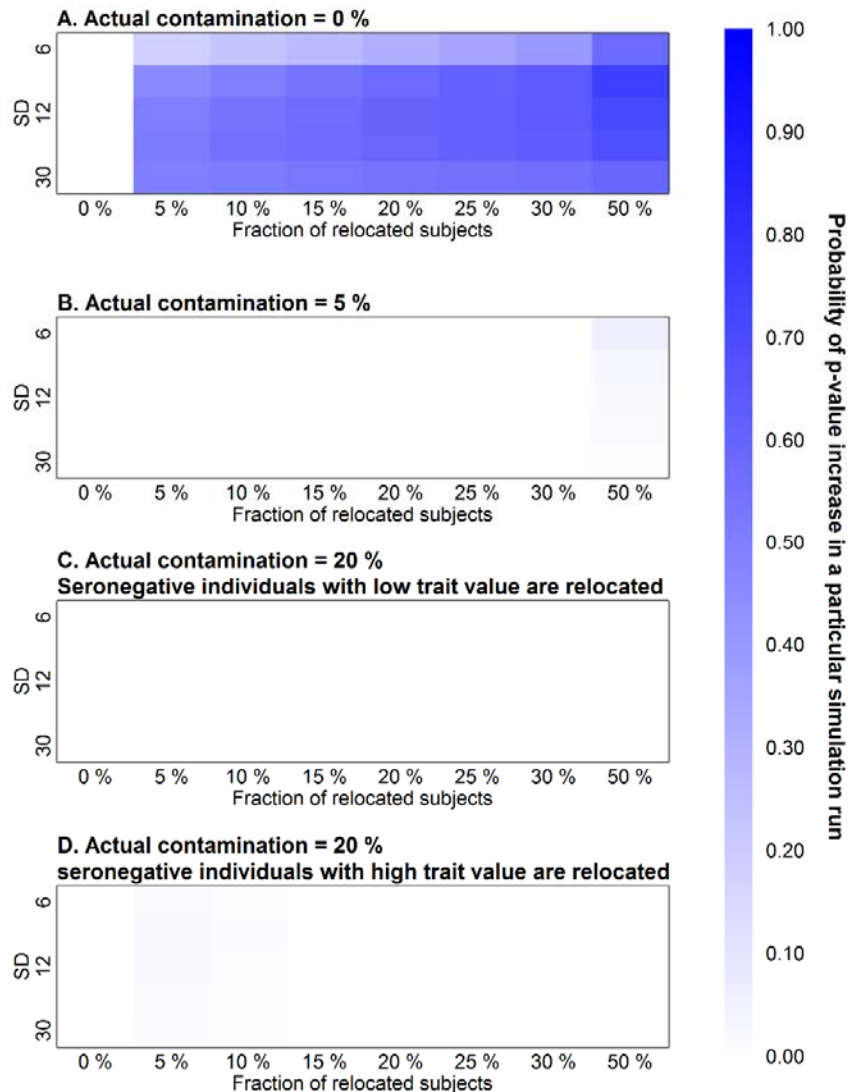 A. Actual contamination = 0 %
SD
6
12
30
0 % 5 % 10 % 15 % 20 % 25 % 30 % 50 %
Fraction of relocated subjects
B. Actual contamination = 5 %
SD
6
12
30
0 % 5 % 10 % 15 % 20 % 25 % 30 % 50 %
Fraction of relocated subjects
C. Actual contamination = 20 %
Seronegative individuals with low trait value are relocated
SD
6
12
30
0 % 5 % 10 % 15 % 20 % 25 % 30 % 50 %
Fraction of relocated subjects
D. Actual contamination = 20 %
seronegative individuals with high trait value are relocated
SD
6
12
30
0 % 5 % 10 % 15 % 20 % 25 % 30 % 50 %
Fraction of relocated subjects
1.00
0.90
0.80
0.70
0.60
0.50
0.40
0.30
0.20
0.10
0.00
Probability of p-value increase in a particular simulation run